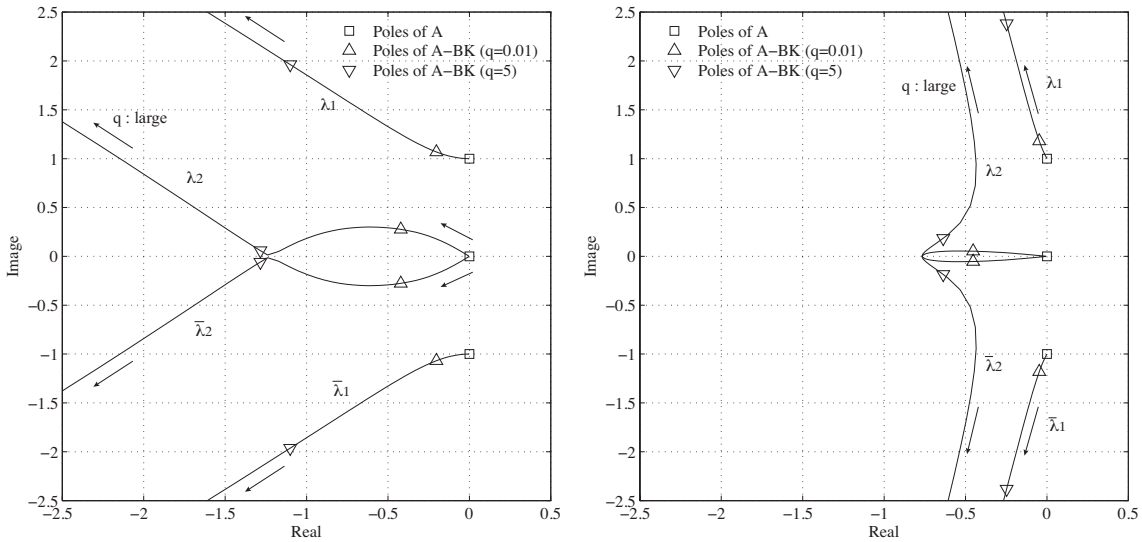 2.5
2
1.5
1
0.5
0
−0.5
−1
−1.5
−2
−2.5
Image
−2.5 −2 −1.5 −1 −0.5 0 0.5
Real
Poles of A
Poles of A−BK (q=0.01)
Poles of A−BK (q=5)
λ1
q : large
λ2
λ̅2
λ̅1
2.5
2
1.5
1
0.5
0
−0.5
−1
−1.5
−2
−2.5
Image
−2.5 −2 −1.5 −1 −0.5 0 0.5
Real
Poles of A
Poles of A−BK (q=0.01)
Poles of A−BK (q=5)
q : large
λ1
λ2
λ̅2
λ̅1